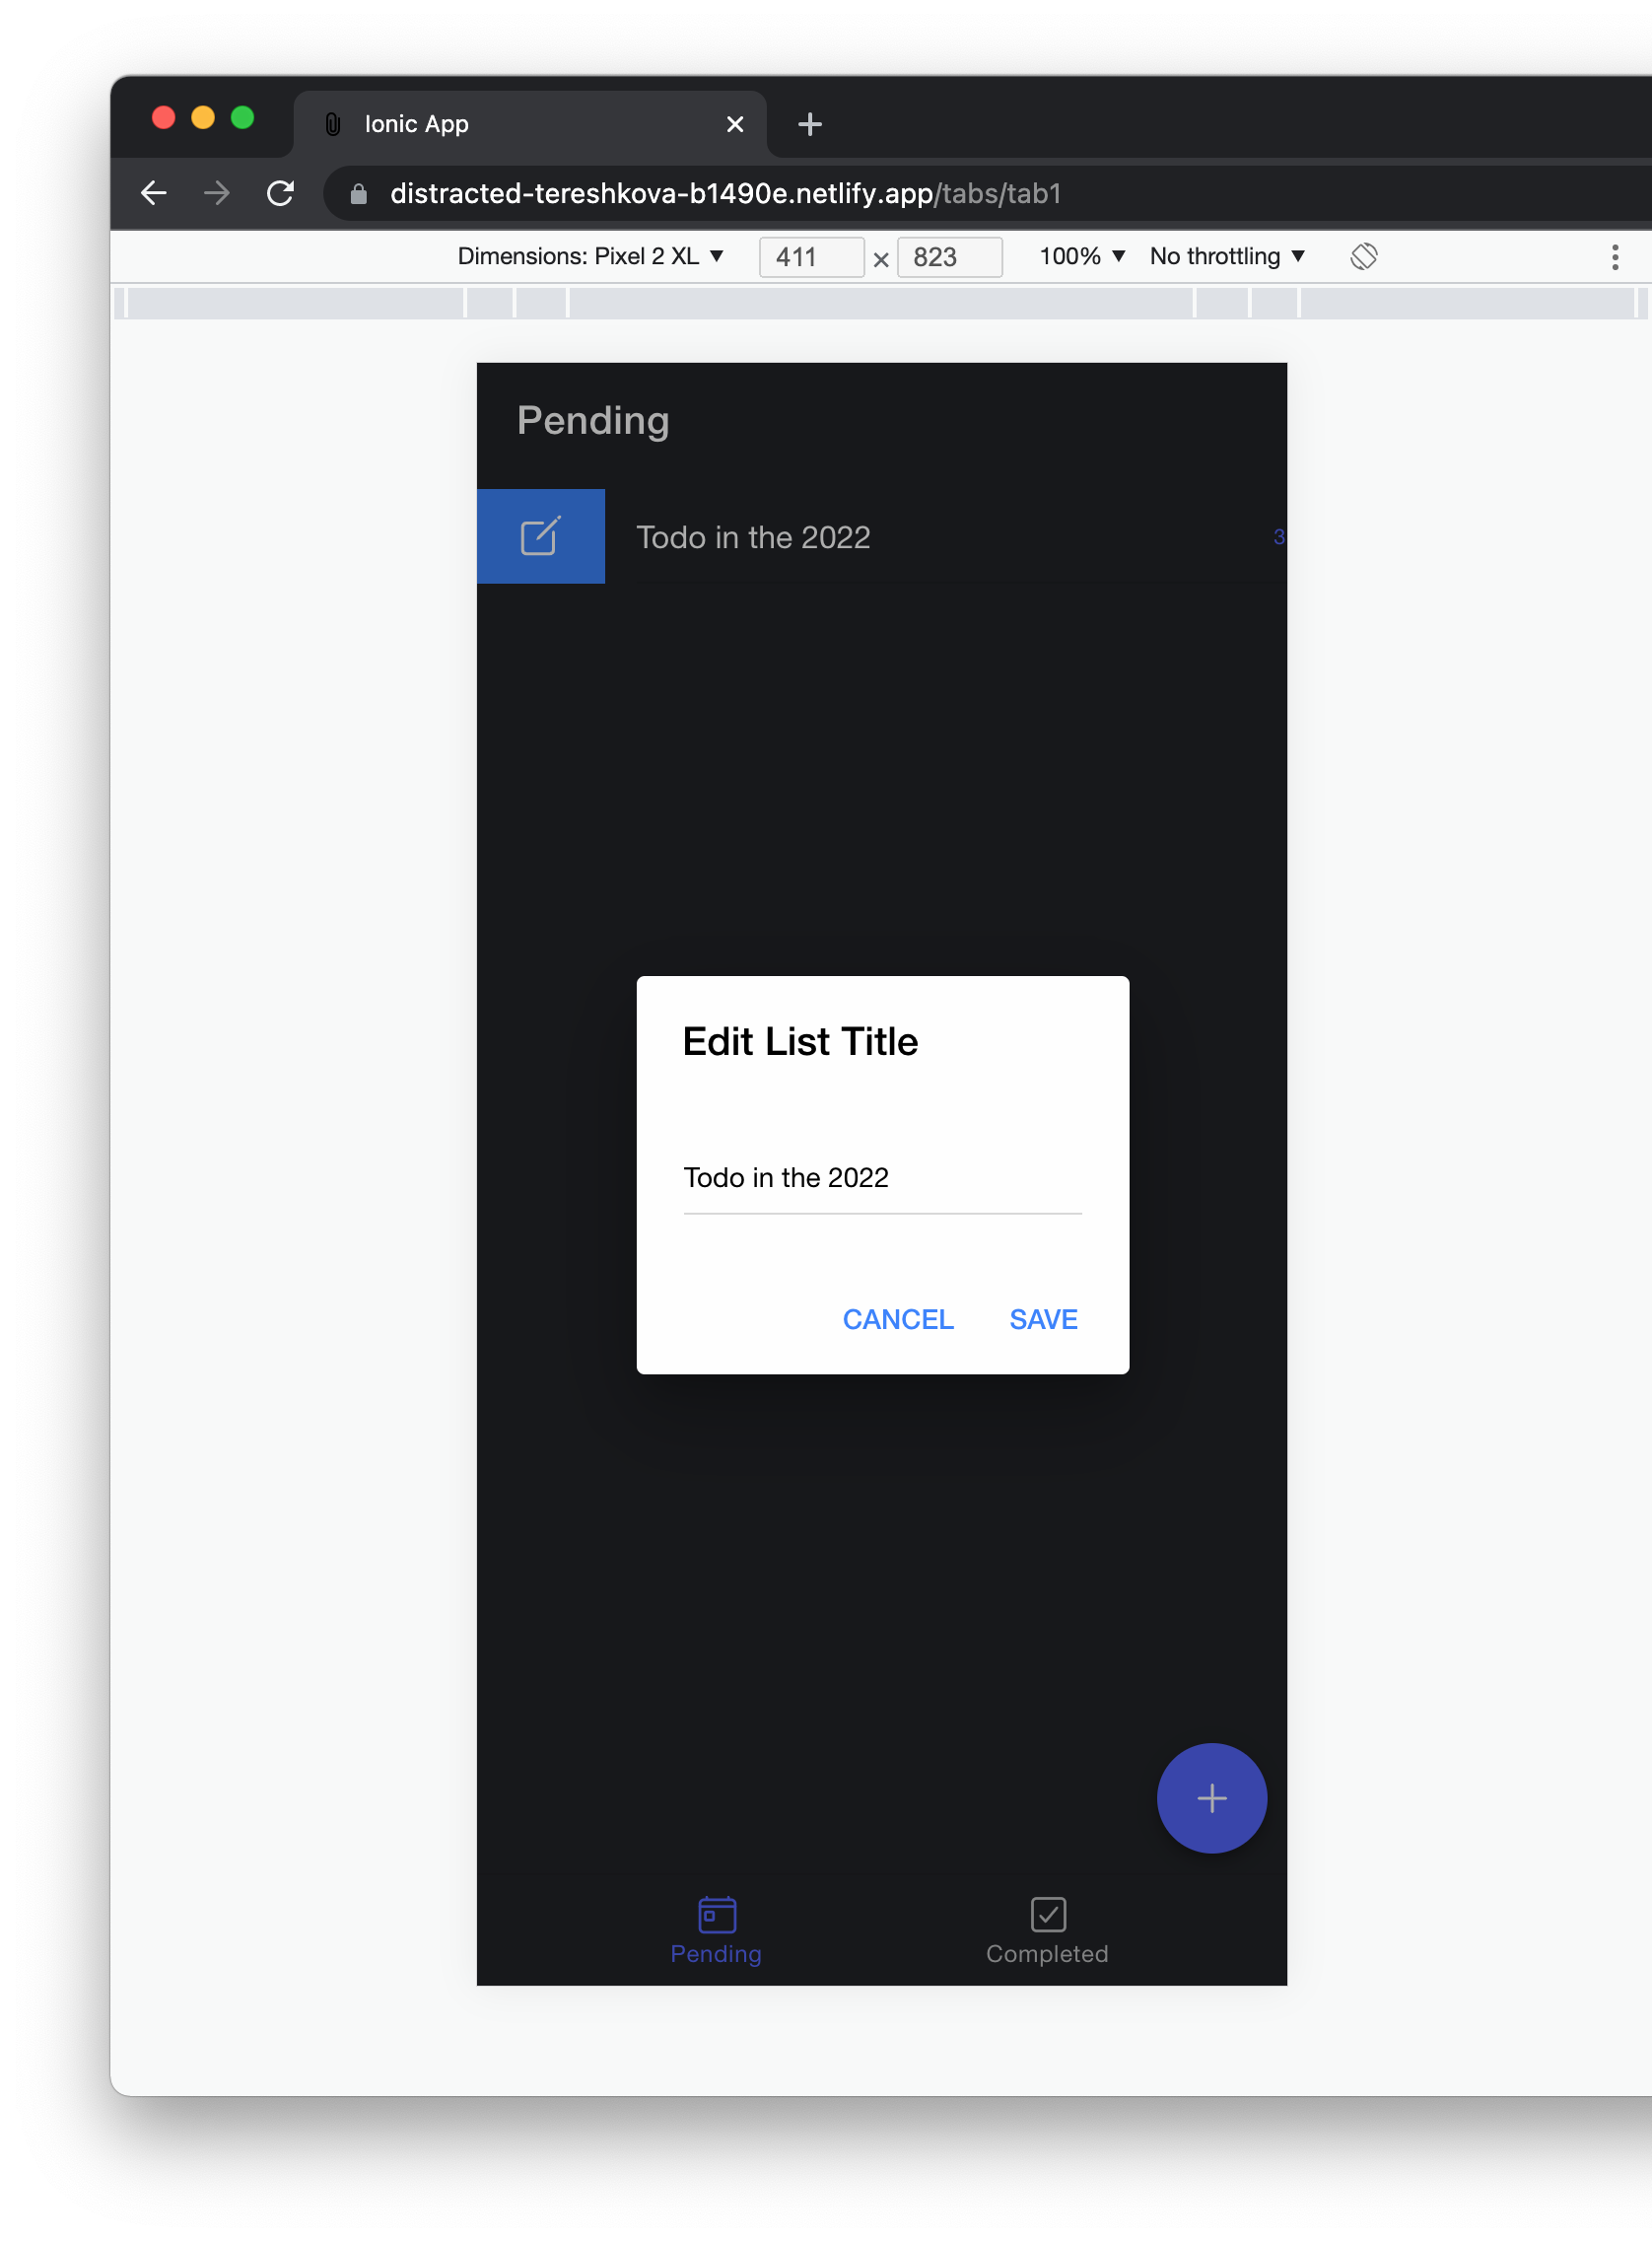 Ionic App
distracted-tereshkova-b1490e.netlify.app/tabs/tab1
Dimensions: Pixel 2 XL ▼ 411 × 823 100% ▼ No throttling ▼
Pending
Todo in the 2022 3
Edit List Title
Todo in the 2022
CANCEL SAVE
Pending Completed